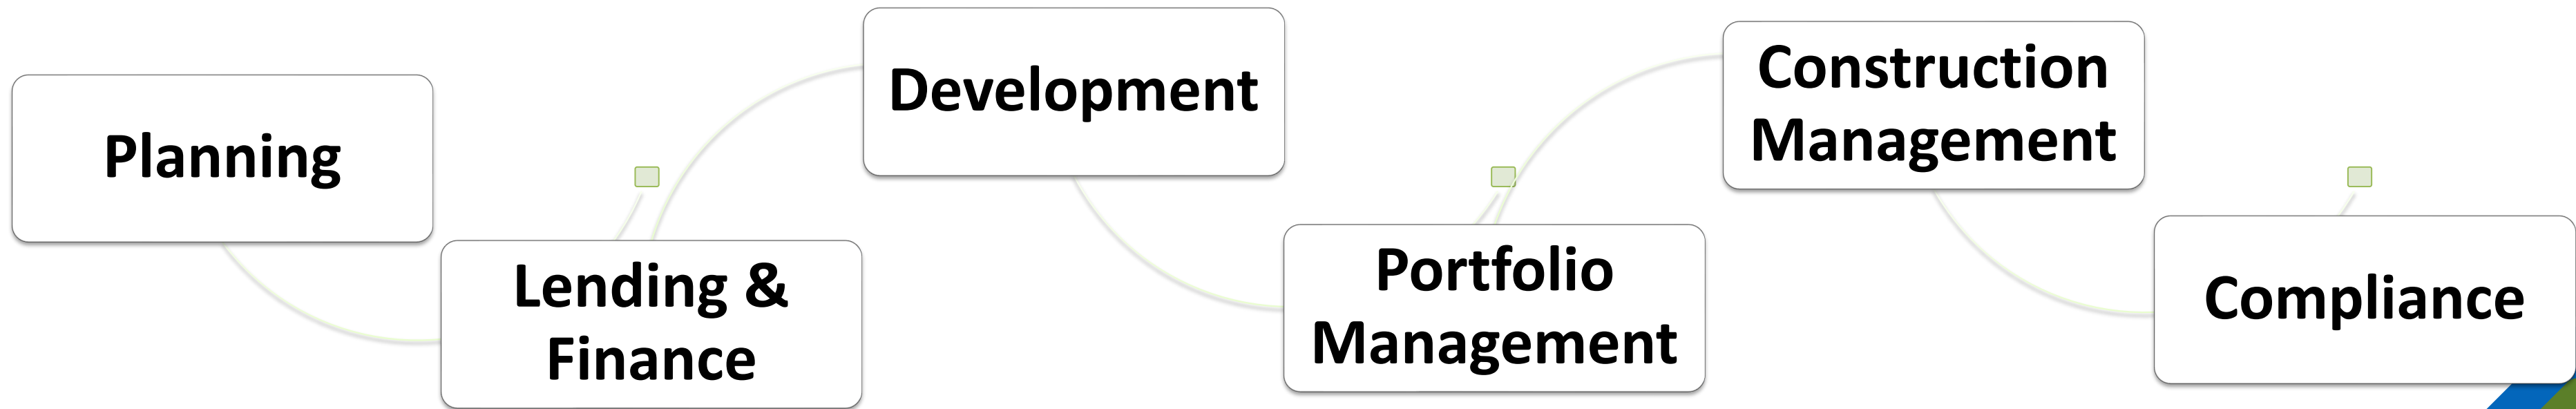 Planning
Lending &
Finance
Development
Portfolio
Management
Construction
Management
Compliance